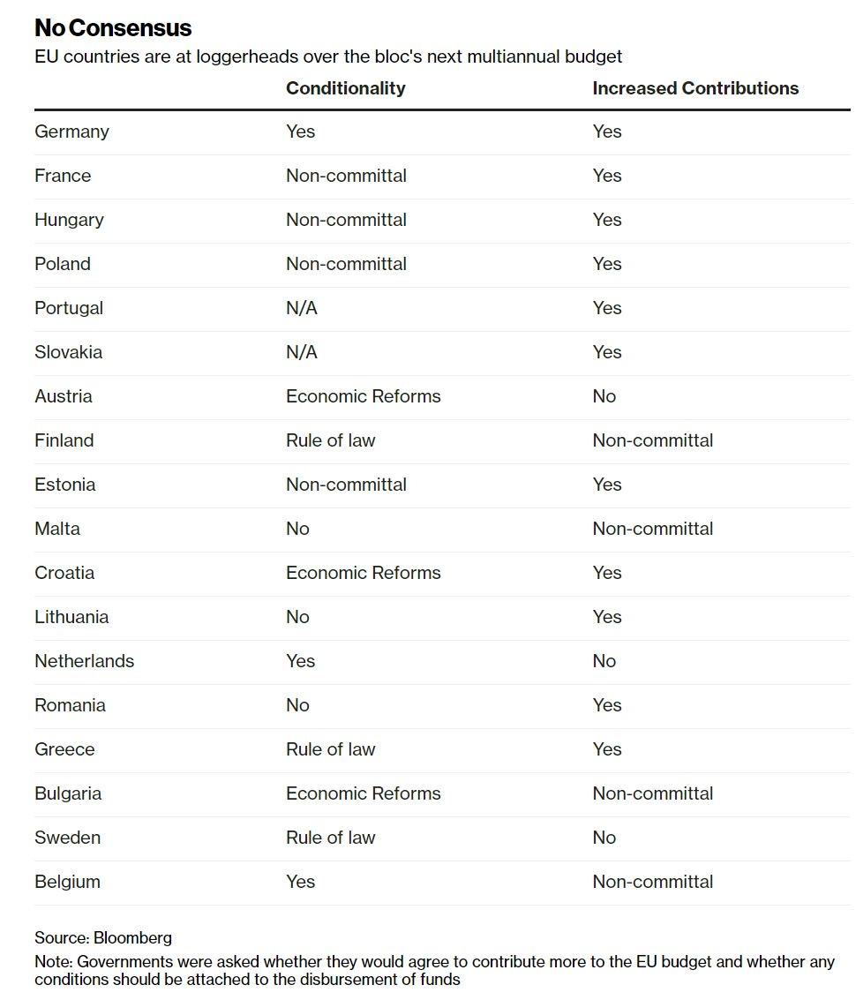 No Consensus
EU countries are at loggerheads over the bloc's next multiannual budget
Conditionality Increased Contributions
Germany Yes Yes
France Non-committal Yes
Hungary Non-committal Yes
Poland Non-committal Yes
Portugal N/A Yes
Slovakia N/A Yes
Austria Economic Reforms No
Finland Rule of law Non-committal
Estonia Non-committal Yes
Malta No Non-committal
Croatia Economic Reforms Yes
Lithuania No Yes
Netherlands Yes No
Romania No Yes
Greece Rule of law Yes
Bulgaria Economic Reforms Non-committal
Sweden Rule of law No
Belgium Yes Non-committal
Source: Bloomberg
Note: Governments were asked whether they would agree to contribute more to the EU budget and whether any
conditions should be attached to the disbursement of funds